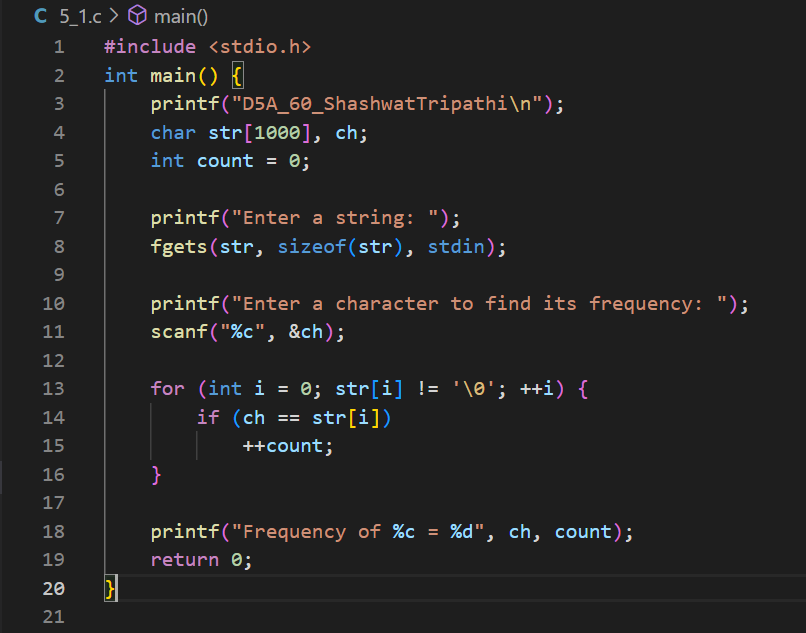 C 5_1.c > main()
1 #include <stdio.h>
2 int main() {
3     printf("D5A_60_ShashwatTripathi\n");
4     char str[1000], ch;
5     int count = 0;
6
7     printf("Enter a string: ");
8     fgets(str, sizeof(str), stdin);
9
10     printf("Enter a character to find its frequency: ");
11     scanf("%c", &ch);
12
13     for (int i = 0; str[i] != '\0'; ++i) {
14         if (ch == str[i])
15             ++count;
16     }
17
18     printf("Frequency of %c = %d", ch, count);
19     return 0;
20 }
21